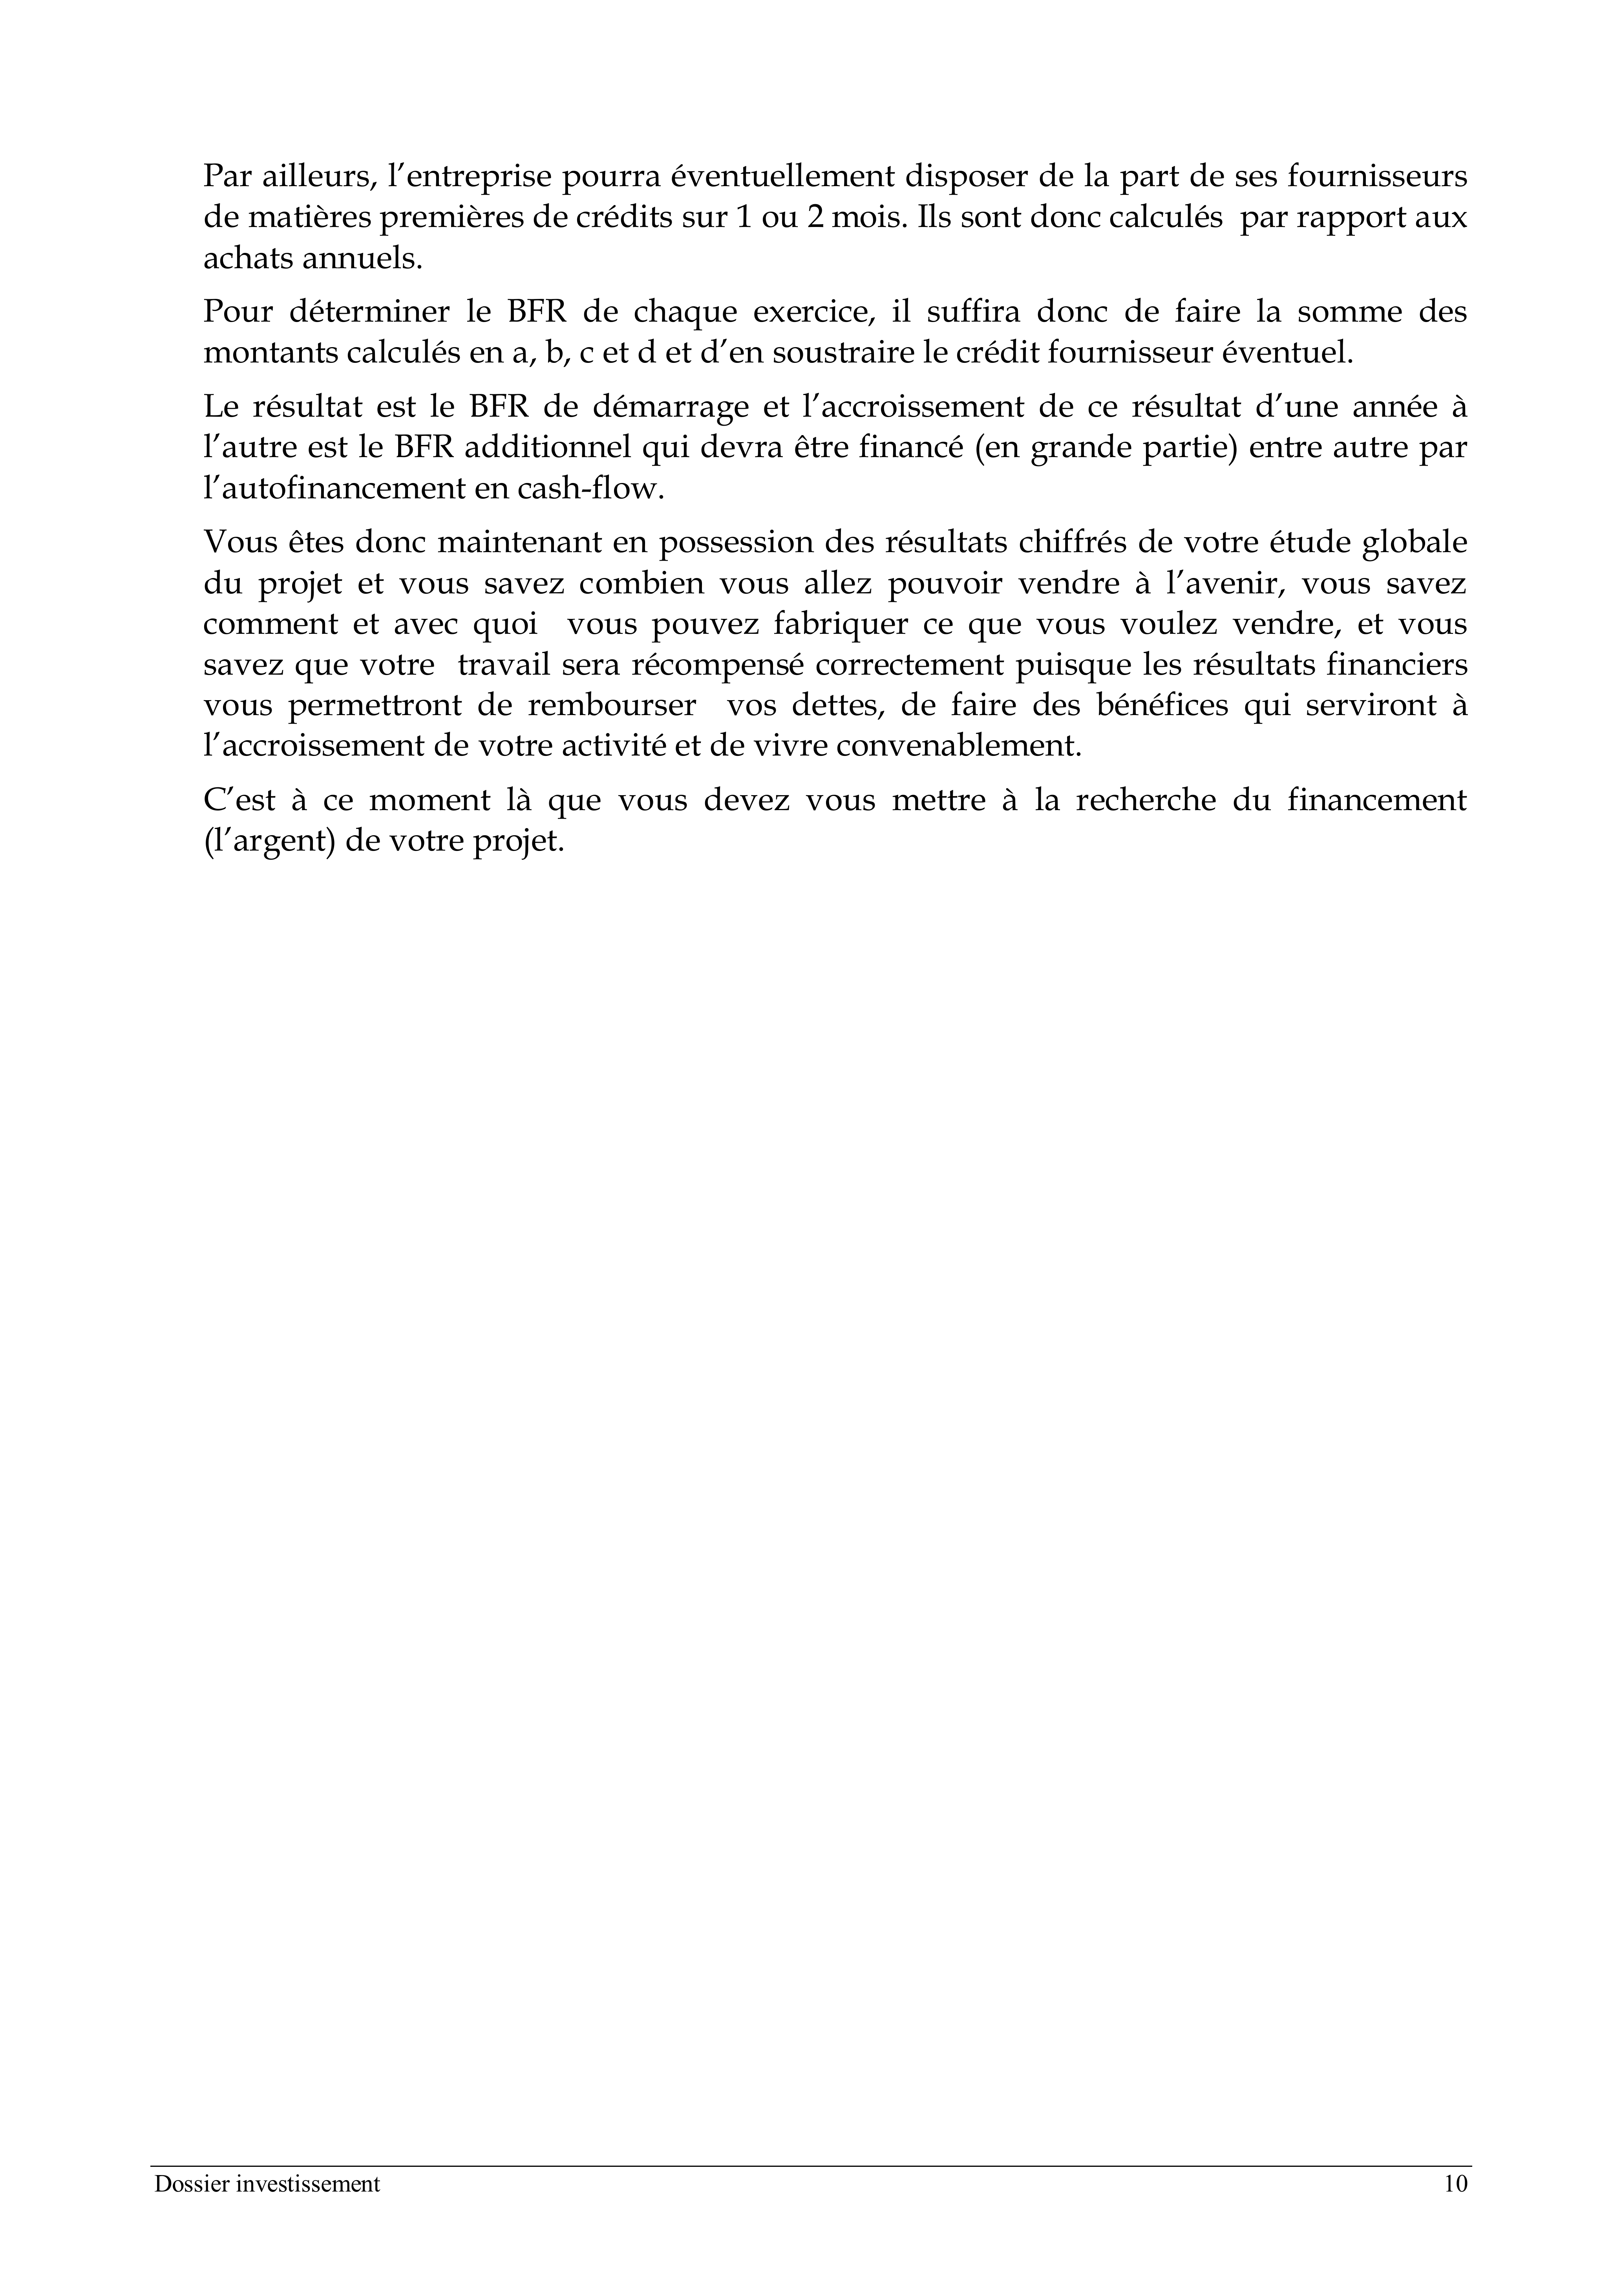 Par ailleurs, l’entreprise pourra éventuellement disposer de la part de ses fournisseurs
de matières premières de crédits sur 1 ou 2 mois. Ils sont donc calculés  par rapport aux
achats annuels.
Pour déterminer le BFR de chaque exercice, il suffira donc de faire la somme des
montants calculés en a, b, c et d et d’en soustraire le crédit fournisseur éventuel.
Le résultat est le BFR de démarrage et l’accroissement de ce résultat d’une année à
l’autre est le BFR additionnel qui devra être financé (en grande partie) entre autre par
l’autofinancement en cash-flow.
Vous êtes donc maintenant en possession des résultats chiffrés de votre étude globale
du projet et vous savez combien vous allez pouvoir vendre à l’avenir, vous savez
comment et avec quoi  vous pouvez fabriquer ce que vous voulez vendre, et vous
savez que votre  travail sera récompensé correctement puisque les résultats financiers
vous permettront de rembourser  vos dettes, de faire des bénéfices qui serviront à
l’accroissement de votre activité et de vivre convenablement.
C’est à ce moment là que vous devez vous mettre à la recherche du financement
(l’argent) de votre projet.
Dossier investissement 10